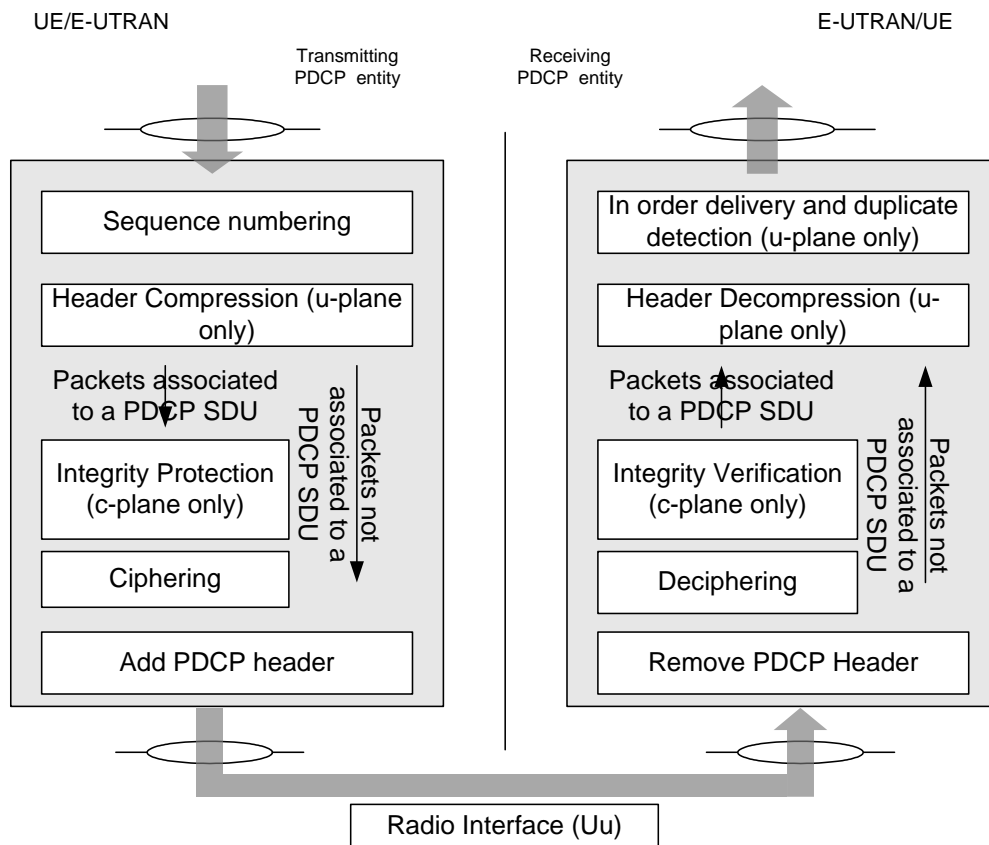 UE/E-UTRAN
E-UTRAN/UE
Transmitting
PDCP entity
Receiving
PDCP entity
Sequence numbering
Header Compression (u-plane
only)
Packets associated
to a PDCP SDU
Packets not
associated to a
PDCP SDU
Integrity Protection
(c-plane only)
Ciphering
Add PDCP header
In order delivery and duplicate
detection (u-plane only)
Header Decompression (u-
plane only)
Packets associated
to a PDCP SDU
Packets not
associated to a
PDCP SDU
Integrity Verification
(c-plane only)
Deciphering
Remove PDCP Header
Radio Interface (Uu)